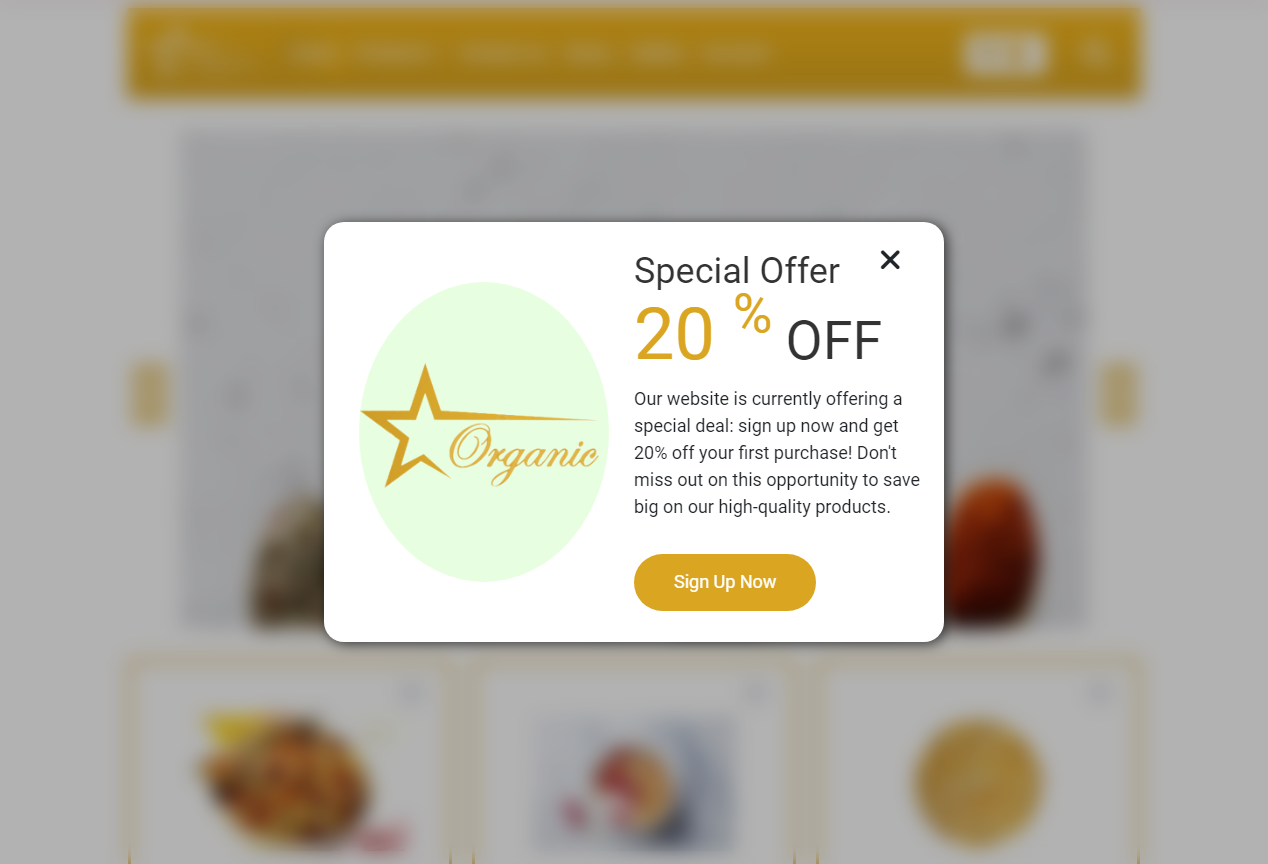 Special Offer
20 % OFF
Organic
Our website is currently offering a
special deal: sign up now and get
20% off your first purchase! Don't
miss out on this opportunity to save
big on our high-quality products.
Sign Up Now